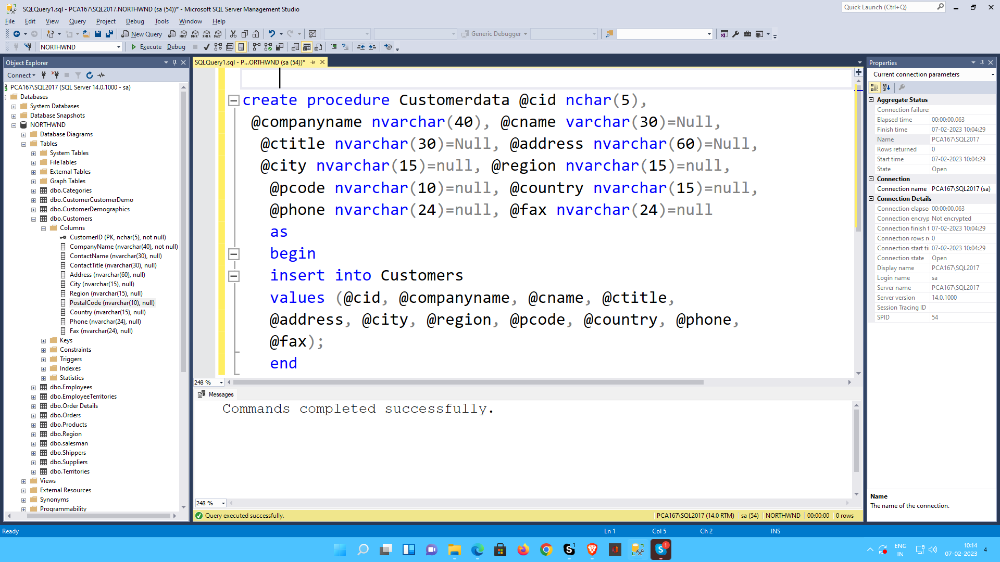 SQLQuery1.sql - PCA167\SQL2017.NORTHWND (sa (54))* - Microsoft SQL Server Management Studio
Quick Launch (Ctrl+Q)
File Edit View Query Project Debug Tools Window Help
New Query
MDX DMX XMLA DAX
Generic Debugger
NORTHWND
Execute Debug
Object Explorer
Connect
PCA167\SQL2017 (SQL Server 14.0.1000 - sa)
Databases
System Databases
Database Snapshots
NORTHWND
Database Diagrams
Tables
System Tables
FileTables
External Tables
Graph Tables
dbo.Categories
dbo.CustomerCustomerDemo
dbo.CustomerDemographics
dbo.Customers
Columns
CustomerID (PK, nchar(5), not null)
CompanyName (nvarchar(40), not null)
ContactName (nvarchar(30), null)
ContactTitle (nvarchar(30), null)
Address (nvarchar(60), null)
City (nvarchar(15), null)
Region (nvarchar(15), null)
PostalCode (nvarchar(10), null)
Country (nvarchar(15), null)
Phone (nvarchar(24), null)
Fax (nvarchar(24), null)
Keys
Constraints
Triggers
Indexes
Statistics
dbo.Employees
dbo.EmployeeTerritories
dbo.Order Details
dbo.Orders
dbo.Products
dbo.Region
dbo.salesman
dbo.Shippers
dbo.Suppliers
dbo.Territories
Views
External Resources
Synonyms
Programmability
SQLQuery1.sql - P...ORTHWND (sa (54))*
create procedure Customerdata @cid nchar(5),
@companyname nvarchar(40), @cname varchar(30)=Null,
@ctitle nvarchar(30)=Null, @address nvarchar(60)=Null,
@city nvarchar(15)=null, @region nvarchar(15)=null,
@pcode nvarchar(10)=null, @country nvarchar(15)=null,
@phone nvarchar(24)=null, @fax nvarchar(24)=null
as
begin
insert into Customers
values (@cid, @companyname, @cname, @ctitle,
@address, @city, @region, @pcode, @country, @phone,
@fax);
end
248 %
Messages
Commands completed successfully.
248 %
Query executed successfully.
PCA167\SQL2017 (14.0 RTM) sa (54) NORTHWND 00:00:00 0 rows
Properties
Current connection parameters
Aggregate Status
Connection failures
Elapsed time 00:00:00.063
Finish time 07-02-2023 10:04:29
Name PCA167\SQL2017
Rows returned 0
Start time 07-02-2023 10:04:29
State Open
Connection
Connection name PCA167\SQL2017 (sa)
Connection Details
Connection elapse 00:00:00.063
Connection encryp Not encrypted
Connection finish t 07-02-2023 10:04:29
Connection rows re 0
Connection start ti 07-02-2023 10:04:29
Connection state Open
Display name PCA167\SQL2017
Login name sa
Server name PCA167\SQL2017
Server version 14.0.1000
Session Tracing ID
SPID 54
Name
The name of the connection.
Ready
Ln 1 Col 5 Ch 2 INS
ENG
IN
10:14
07-02-2023
4